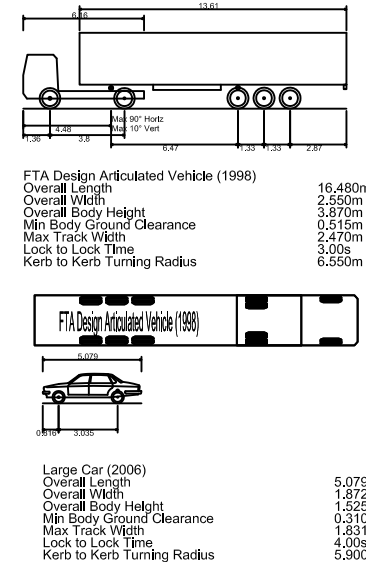 13.61
6.16
Max 90° Horiz
Max 10° Vert
4.48
1.36
3.8
6.47
1.33
1.33
2.87
FTA Design Articulated Vehicle (1998)
Overall Length 16.480m
Overall Width 2.550m
Overall Body Height 3.870m
Min Body Ground Clearance 0.515m
Max Track Width 2.470m
Lock to Lock Time 3.00s
Kerb to Kerb Turning Radius 6.550m
FTA Design Articulated Vehicle (1998)
5.079
0.816
3.035
Large Car (2006)
Overall Length 5.079
Overall Width 1.872
Overall Body Height 1.525
Min Body Ground Clearance 0.310
Max Track Width 1.831
Lock to Lock Time 4.00s
Kerb to Kerb Turning Radius 5.900